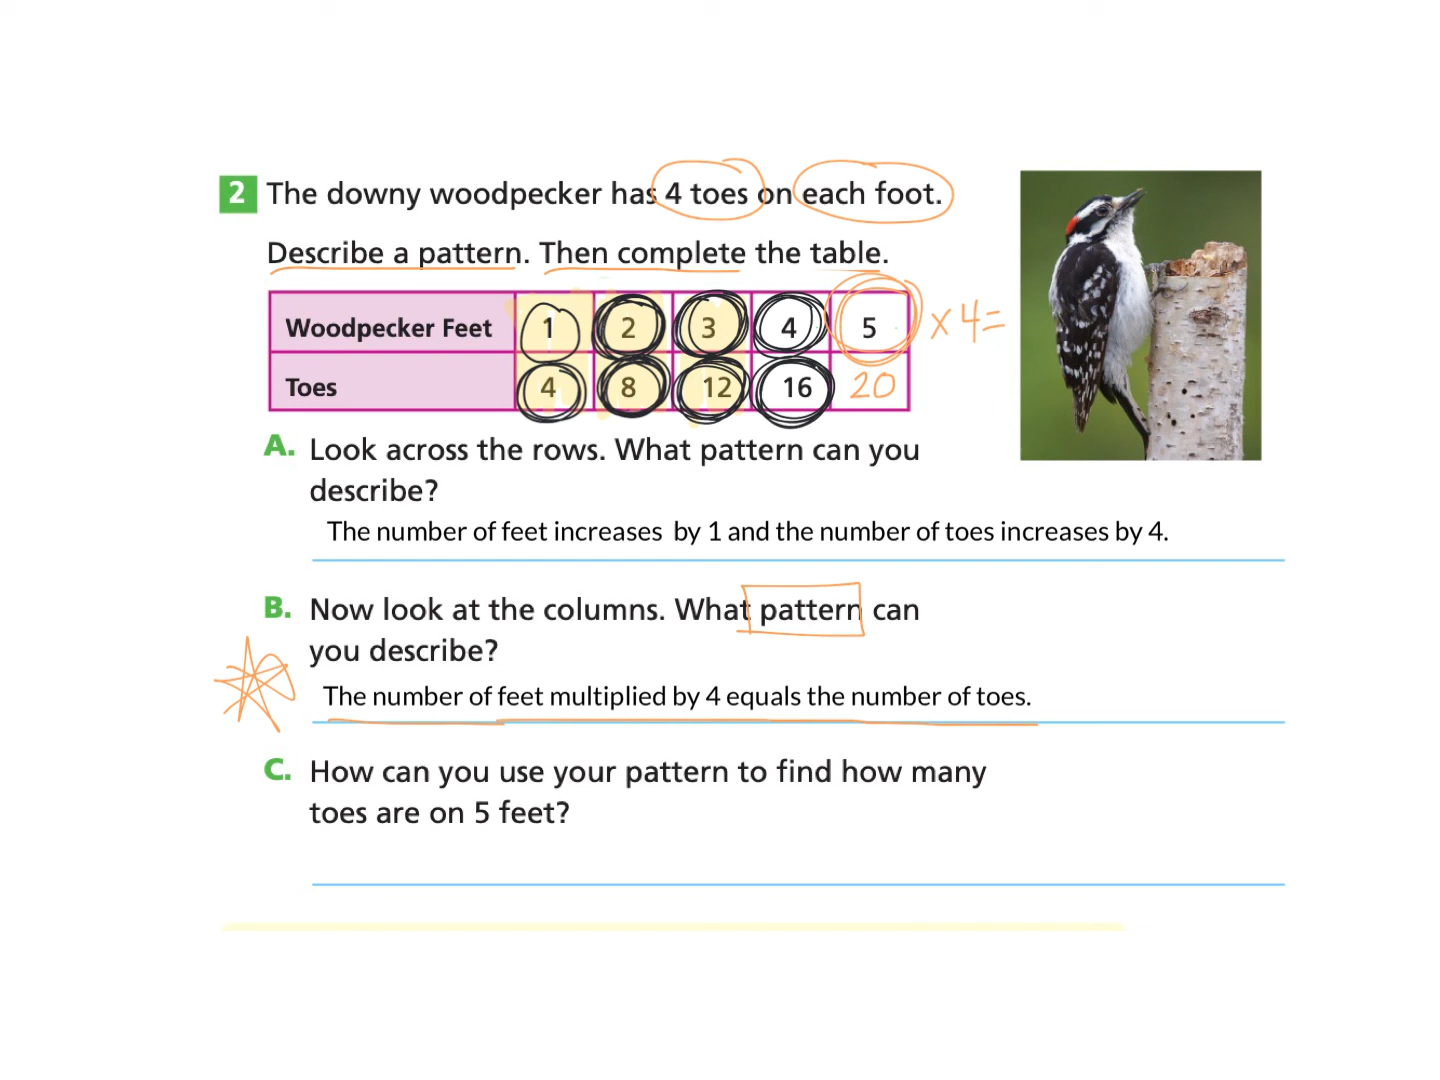 2 The downy woodpecker has 4 toes on each foot.
Describe a pattern. Then complete the table.
Woodpecker Feet 1 2 3 4 5 x 4 =
Toes 4 8 12 16 20
A. Look across the rows. What pattern can you
describe?
The number of feet increases by 1 and the number of toes increases by 4.
B. Now look at the columns. What pattern can
you describe?
The number of feet multiplied by 4 equals the number of toes.
C. How can you use your pattern to find how many
toes are on 5 feet?